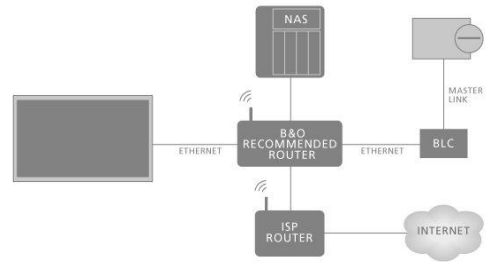 NAS
MASTER
LINK
B&O
RECOMMENDED
ROUTER
ETHERNET
ETHERNET
BLC
ISP
ROUTER
INTERNET